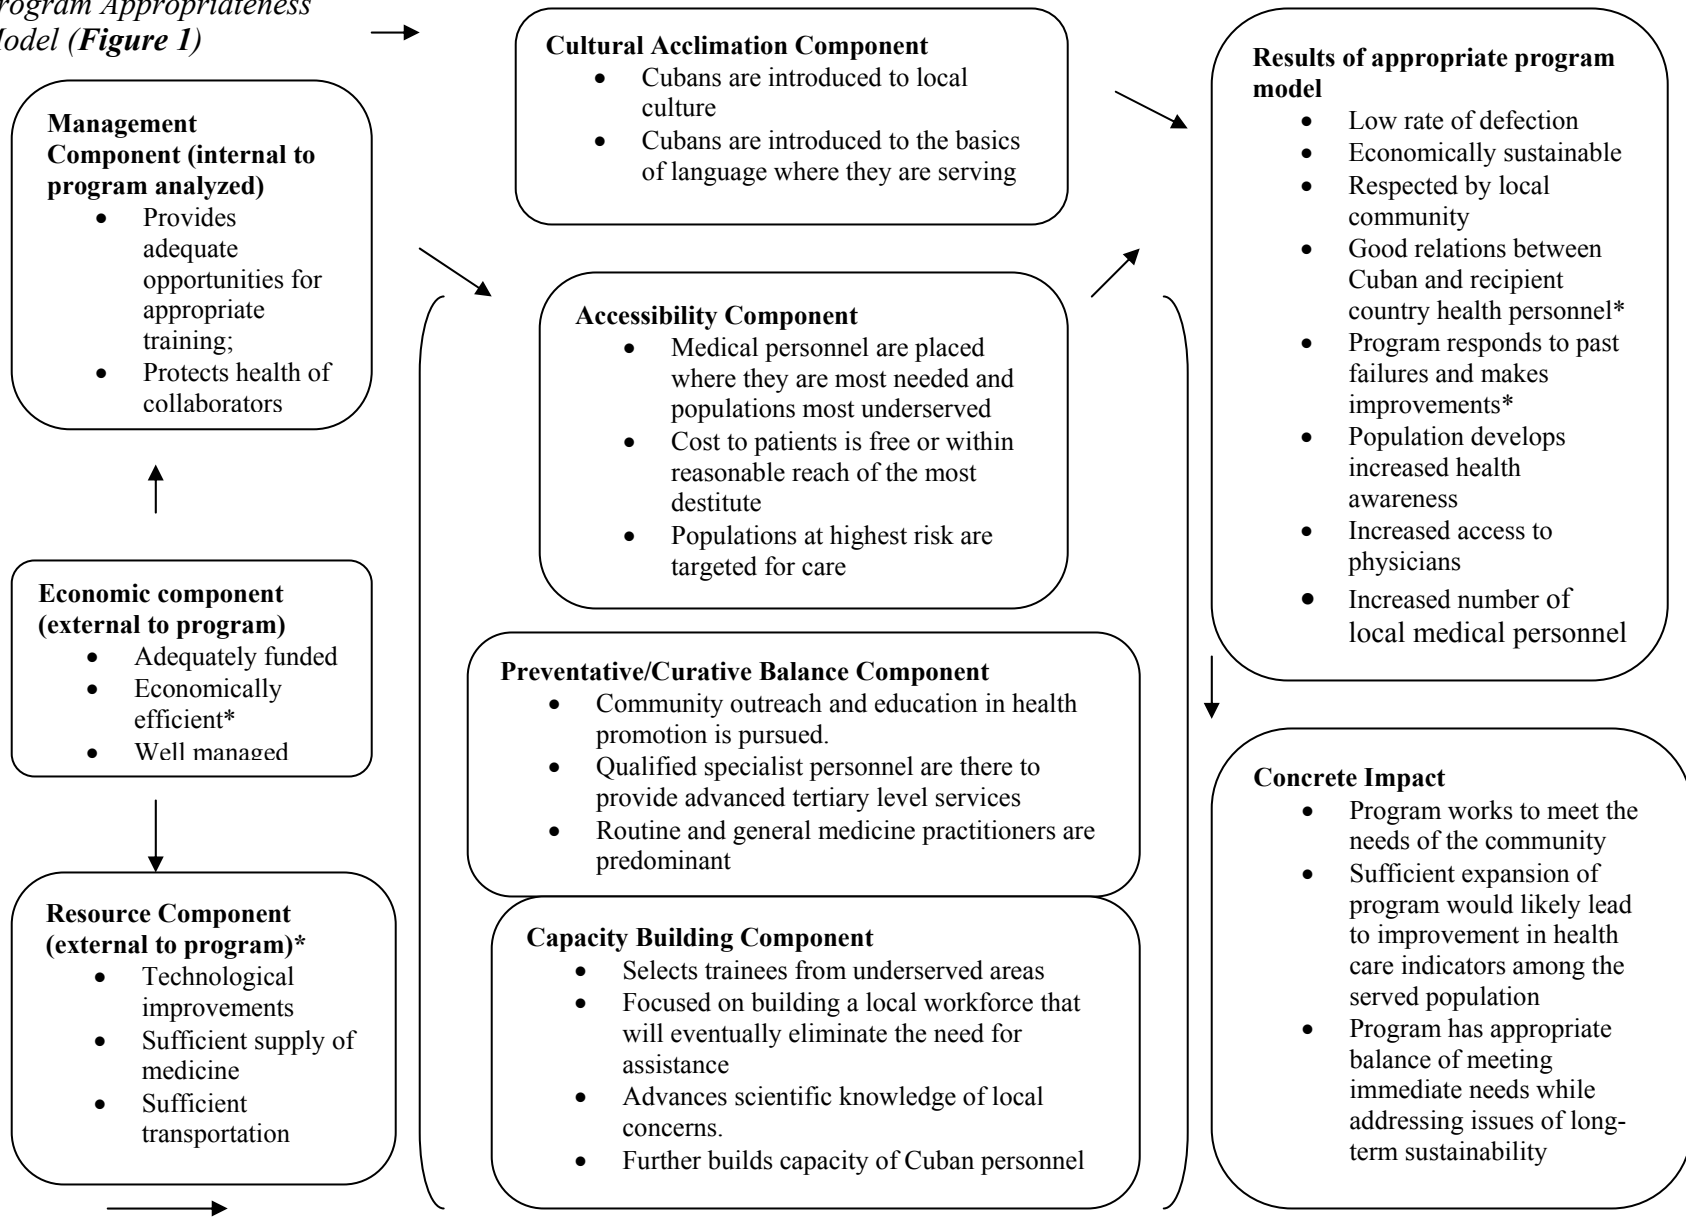 Program Appropriateness
Model (Figure 1)
Management
Component (internal to
program analyzed)
• Provides
adequate
opportunities for
appropriate
training;
• Protects health of
collaborators
Economic component
(external to program)
• Adequately funded
• Economically
efficient*
• Well managed
Resource Component
(external to program)*
• Technological
improvements
• Sufficient supply of
medicine
• Sufficient
transportation
Cultural Acclimation Component
• Cubans are introduced to local
culture
• Cubans are introduced to the basics
of language where they are serving
Accessibility Component
• Medical personnel are placed
where they are most needed and
populations most underserved
• Cost to patients is free or within
reasonable reach of the most
destitute
• Populations at highest risk are
targeted for care
Preventative/Curative Balance Component
• Community outreach and education in health
promotion is pursued.
• Qualified specialist personnel are there to
provide advanced tertiary level services
• Routine and general medicine practitioners are
predominant
Capacity Building Component
• Selects trainees from underserved areas
• Focused on building a local workforce that
will eventually eliminate the need for
assistance
• Advances scientific knowledge of local
concerns.
• Further builds capacity of Cuban personnel
Results of appropriate program
model
• Low rate of defection
• Economically sustainable
• Respected by local
community
• Good relations between
Cuban and recipient
country health personnel*
• Program responds to past
failures and makes
improvements*
• Population develops
increased health
awareness
• Increased access to
physicians
• Increased number of
local medical personnel
Concrete Impact
• Program works to meet the
needs of the community
• Sufficient expansion of
program would likely lead
to improvement in health
care indicators among the
served population
• Program has appropriate
balance of meeting
immediate needs while
addressing issues of long-
term sustainability